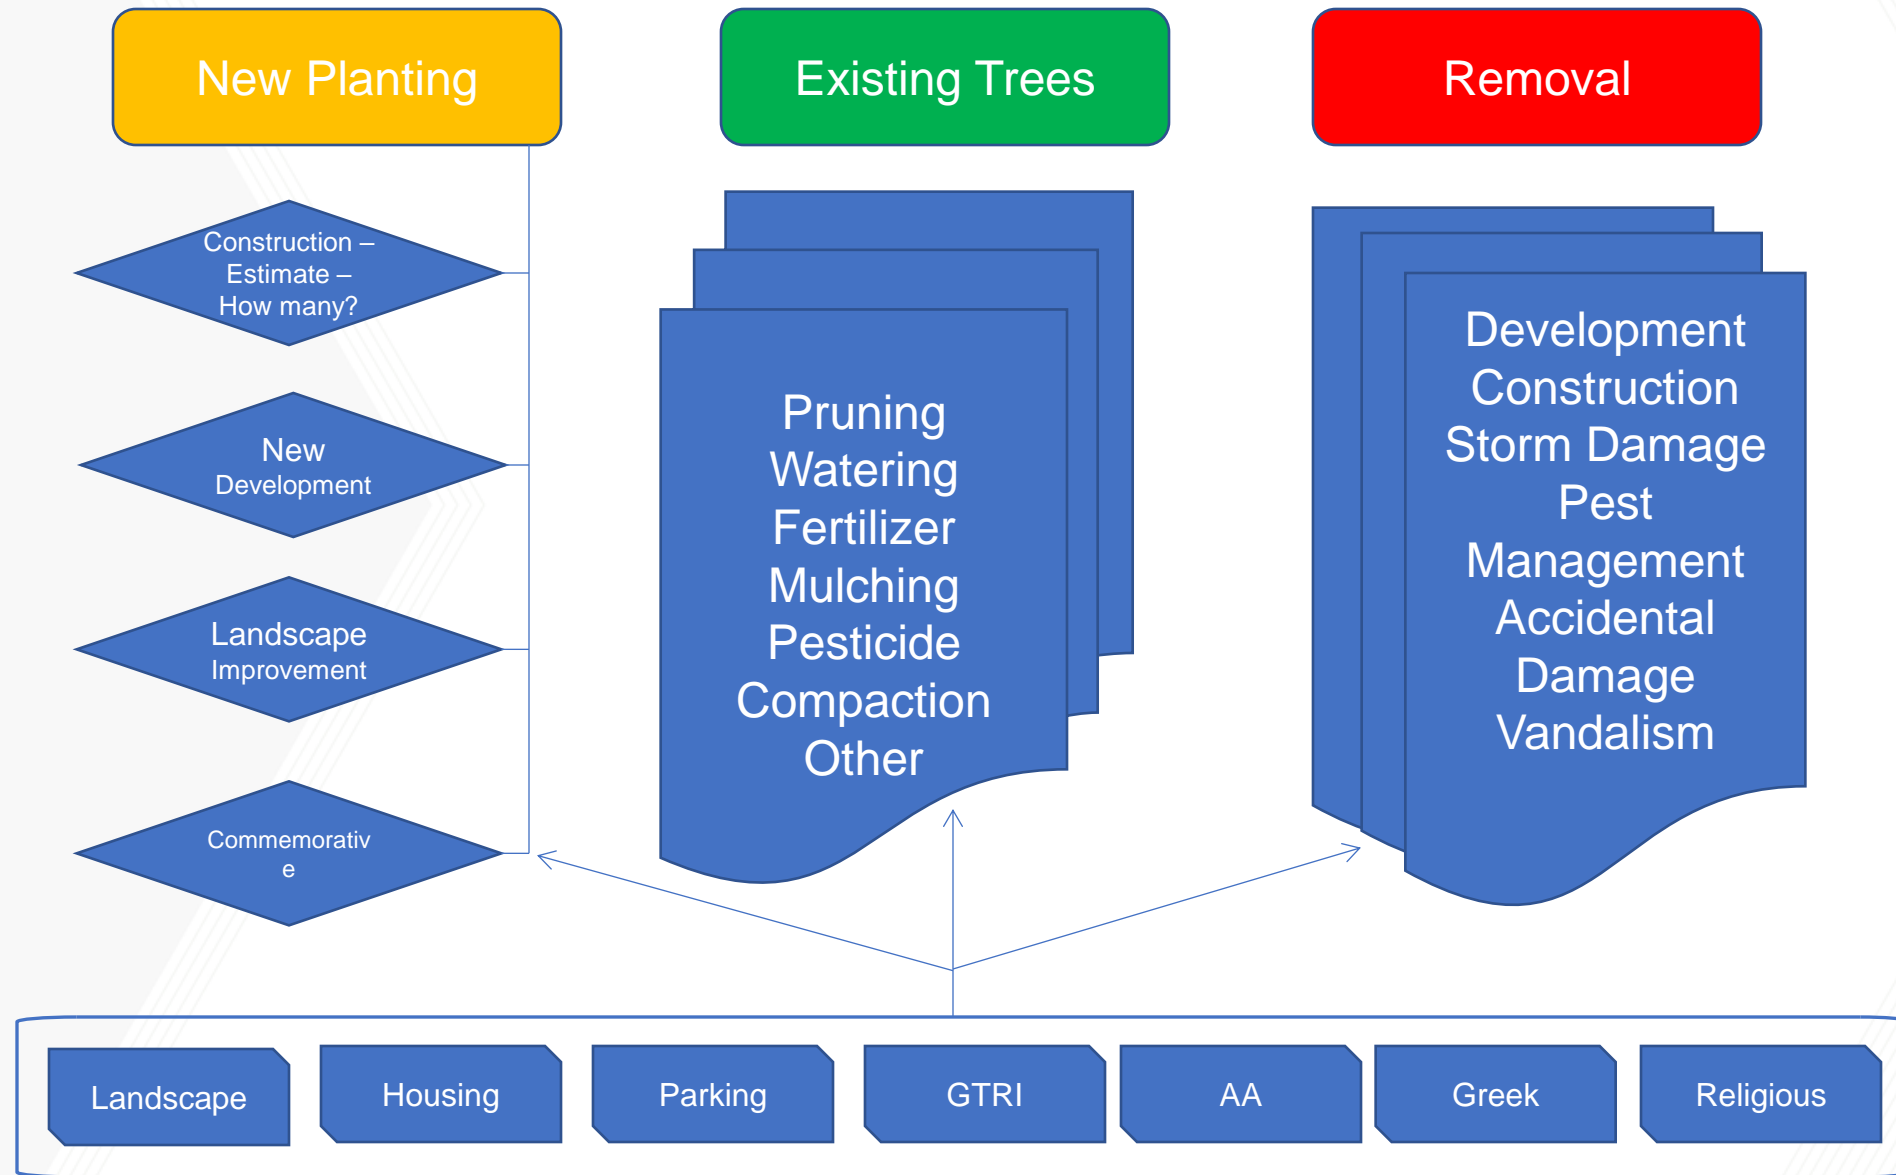 New Planting
Existing Trees
Removal
Construction –
Estimate –
How many?
New
Development
Landscape
Improvement
Commemorativ
e
Pruning
Watering
Fertilizer
Mulching
Pesticide
Compaction
Other
Development
Construction
Storm Damage
Pest
Management
Accidental
Damage
Vandalism
Landscape
Housing
Parking
GTRI
AA
Greek
Religious